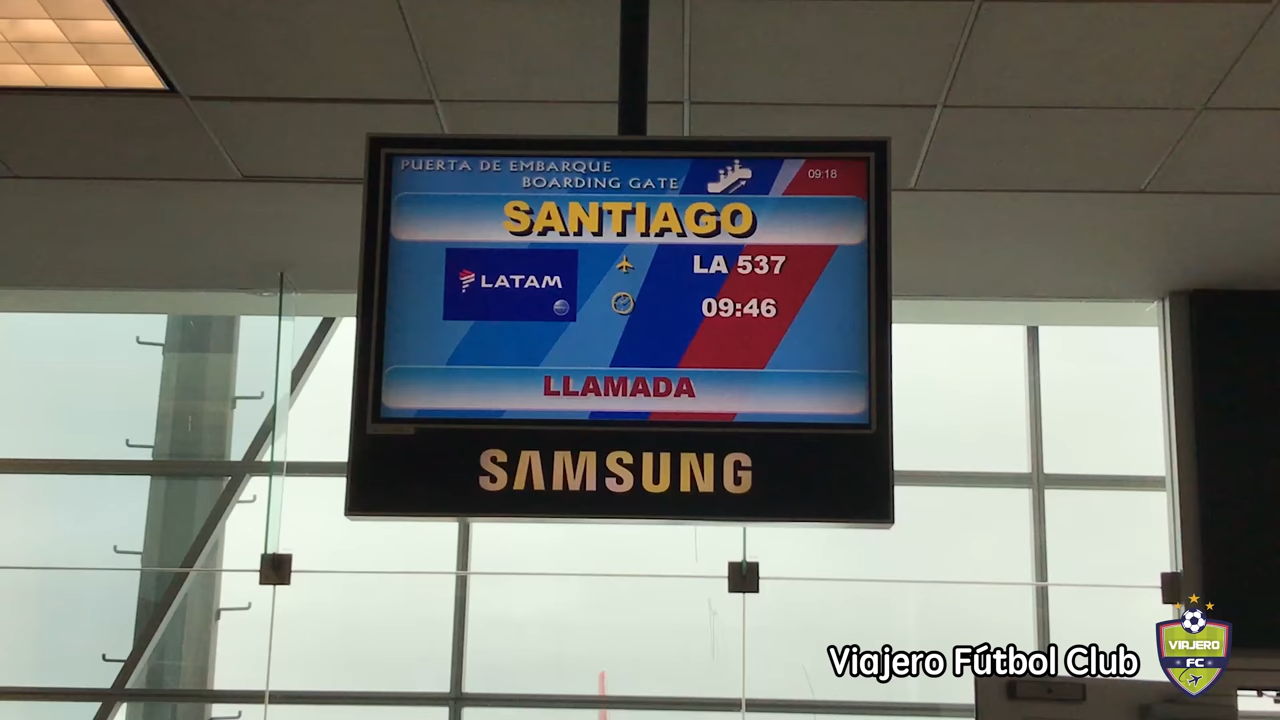 PUERTA DE EMBARQUE
BOARDING GATE
09:18
SANTIAGO
LATAM
LA 537
09:46
LLAMADA
SAMSUNG
Viajero Fútbol Club
VIAJERO
FC